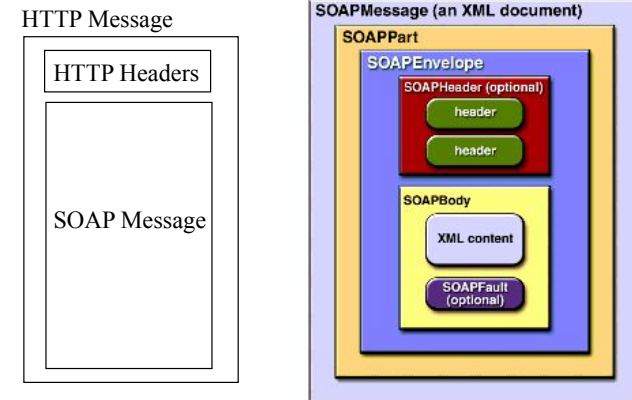 HTTP Message
HTTP Headers
SOAP Message
SOAPMessage (an XML document)
SOAPPart
SOAPEnvelope
SOAPHeader (optional)
header
header
SOAPBody
XML content
SOAPFault
(optional)